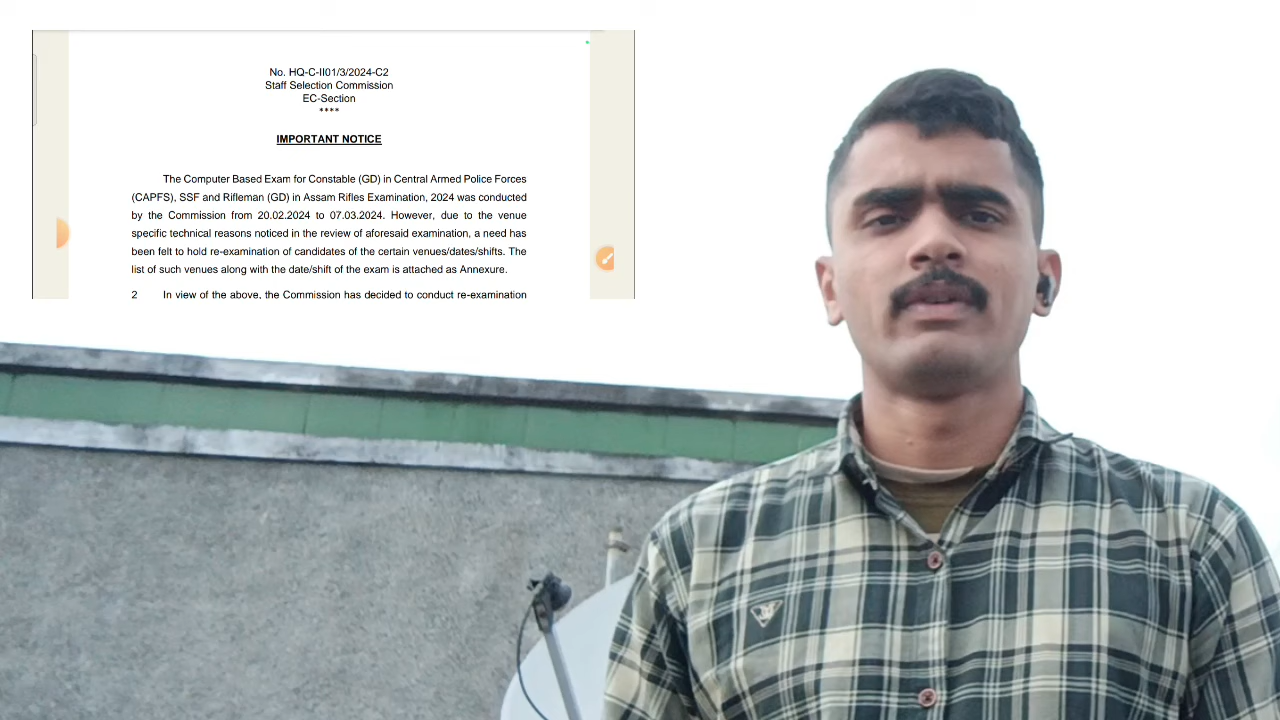 No. HQ-C-II01/3/2024-C2
Staff Selection Commission
EC-Section
****
IMPORTANT NOTICE
The Computer Based Exam for Constable (GD) in Central Armed Police Forces
(CAPFS), SSF and Rifleman (GD) in Assam Rifles Examination, 2024 was conducted
by the Commission from 20.02.2024 to 07.03.2024. However, due to the venue
specific technical reasons noticed in the review of aforesaid examination, a need has
been felt to hold re-examination of candidates of the certain venues/dates/shifts. The
list of such venues along with the date/shift of the exam is attached as Annexure.
2 In view of the above, the Commission has decided to conduct re-examination